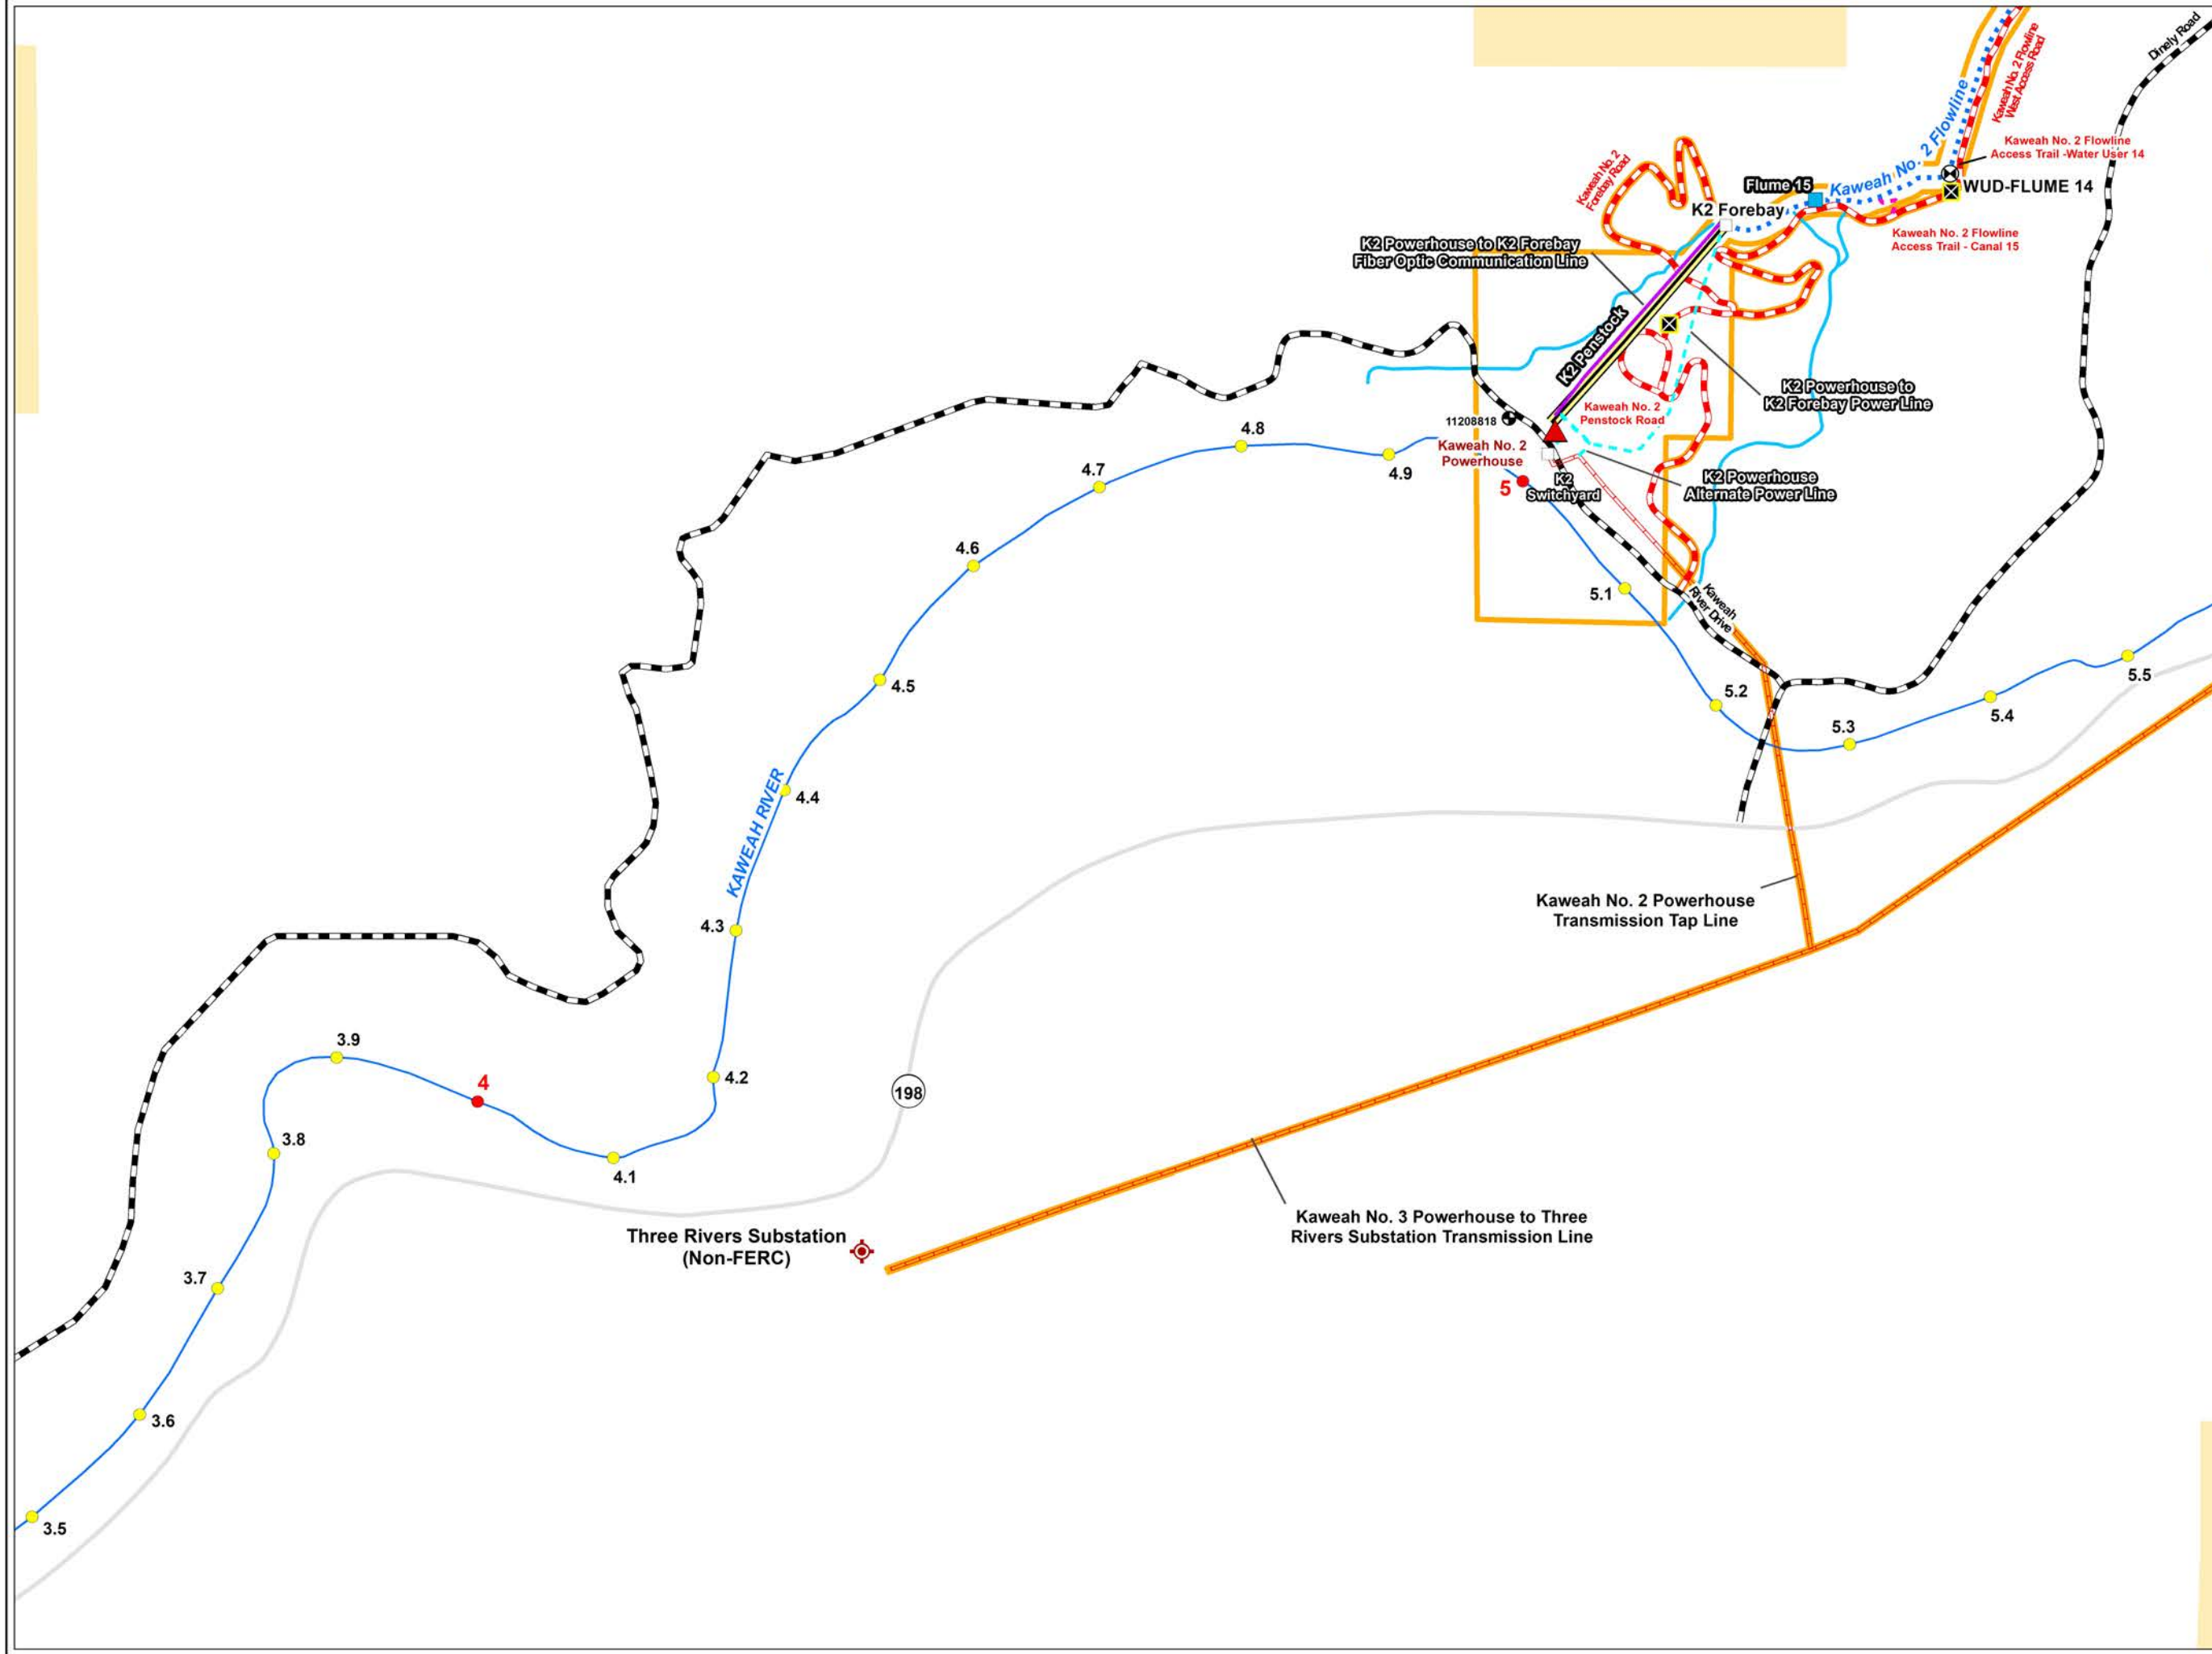 Dinely Road
Kaweah No. 2 Flowline
West Access Road
Kaweah No. 2 Flowline
Kaweah No. 2 Flowline
Access Trail -Water User 14
Kaweah No. 2
Forebay Road
Flume 15
Kaweah No. 2 Flowline
WUD-FLUME 14
K2 Forebay
Kaweah No. 2 Flowline
Access Trail - Canal 15
K2 Powerhouse to K2 Forebay
Fiber Optic Communication Line
K2 Penstock
K2 Powerhouse to
K2 Forebay Power Line
Kaweah No. 2
Penstock Road
11208818
Kaweah No. 2
Powerhouse
K2
Switchyard
K2 Powerhouse
Alternate Power Line
4.8
4.9
4.7
5
4.6
5.1
Kaweah
River Drive
4.5
5.2
5.5
5.3
5.4
4.4
KAWEAH RIVER
4.3
Kaweah No. 2 Powerhouse
Transmission Tap Line
3.9
4
4.2
198
3.8
4.1
Three Rivers Substation
(Non-FERC)
Kaweah No. 3 Powerhouse to Three
Rivers Substation Transmission Line
3.7
3.6
3.5